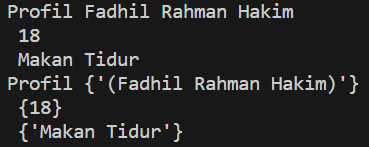 Profil Fadhil Rahman Hakim
18
Makan Tidur
Profil {'(Fadhil Rahman Hakim)'}
{18}
{'Makan Tidur'}